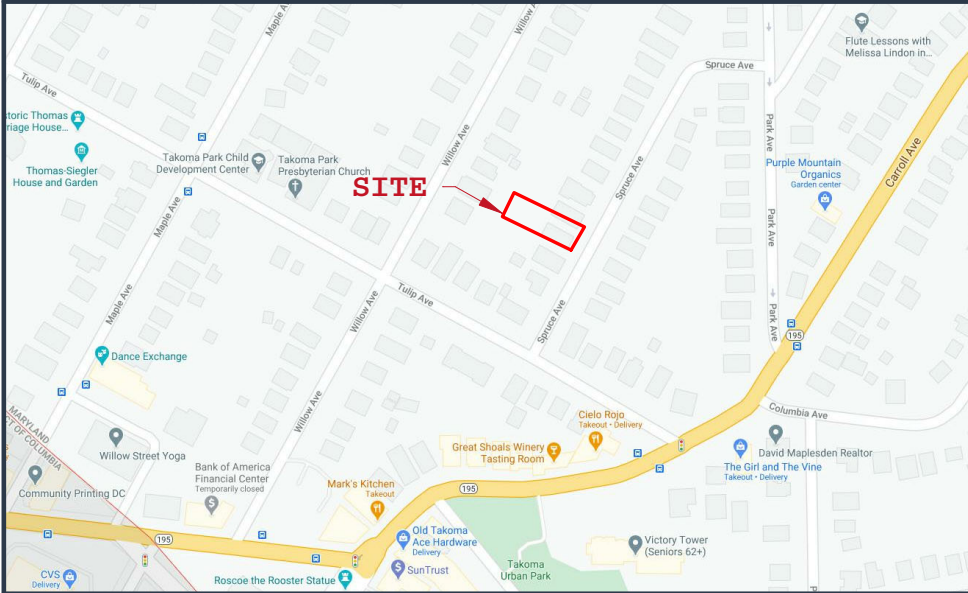 Maple A
Willow A
Flute Lessons with
Melissa Lindon in...
Tulip Ave
Spruce Ave
storic Thomas
rriage House...
Thomas-Siegler
House and Garden
Takoma Park Child
Development Center
Takoma Park
Presbyterian Church
Willow Ave
Park Ave
Carroll Ave
Purple Mountain
Organics
Garden center
SITE
Spruce Ave
Maple Ave
Park Ave
Maple Ave
Willow Ave
Tulip Ave
Spruce Ave
Park Ave
195
Dance Exchange
Willow Ave
Columbia Ave
MARYLAND
CT OF COLUMBIA
Willow Street Yoga
Cielo Rojo
Takeout • Delivery
Great Shoals Winery
Tasting Room
David Maplesden Realtor
The Girl and The Vine
Takeout • Delivery
Bank of America
Financial Center
Temporarily closed
Community Printing DC
Mark's Kitchen
Takeout
195
195
Old Takoma
Ace Hardware
Delivery
Victory Tower
(Seniors 62+)
CVS
Delivery
Roscoe the Rooster Statue
SunTrust
Takoma
Urban Park
P